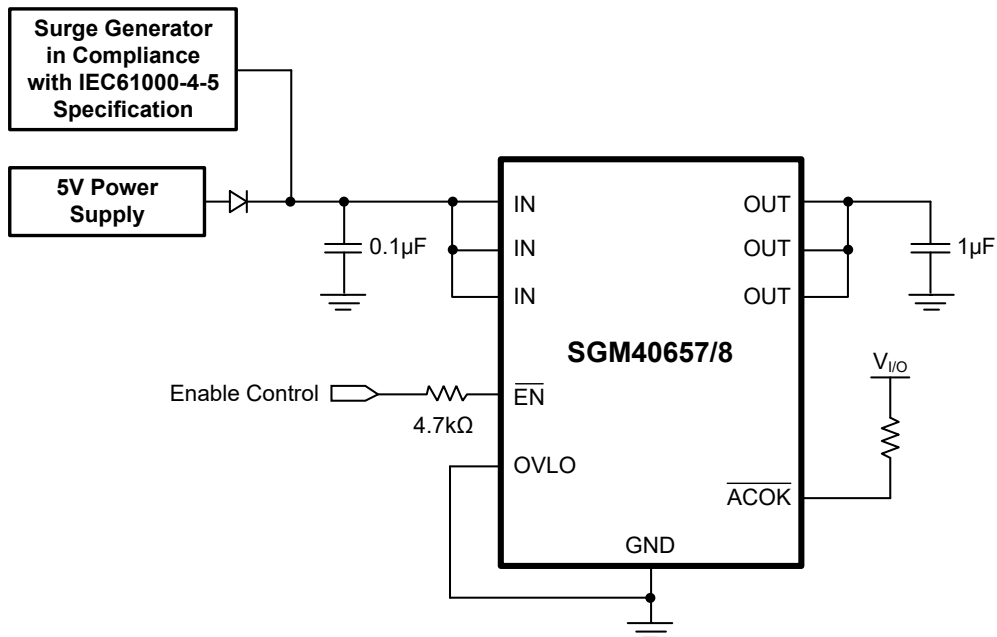 Surge Generator
in Compliance
with IEC61000-4-5
Specification
5V Power
Supply
0.1µF
IN
IN
IN
OUT
OUT
OUT
1µF
SGM40657/8
Enable Control
4.7kΩ
EN
OVLO
VI/O
ACOK
GND